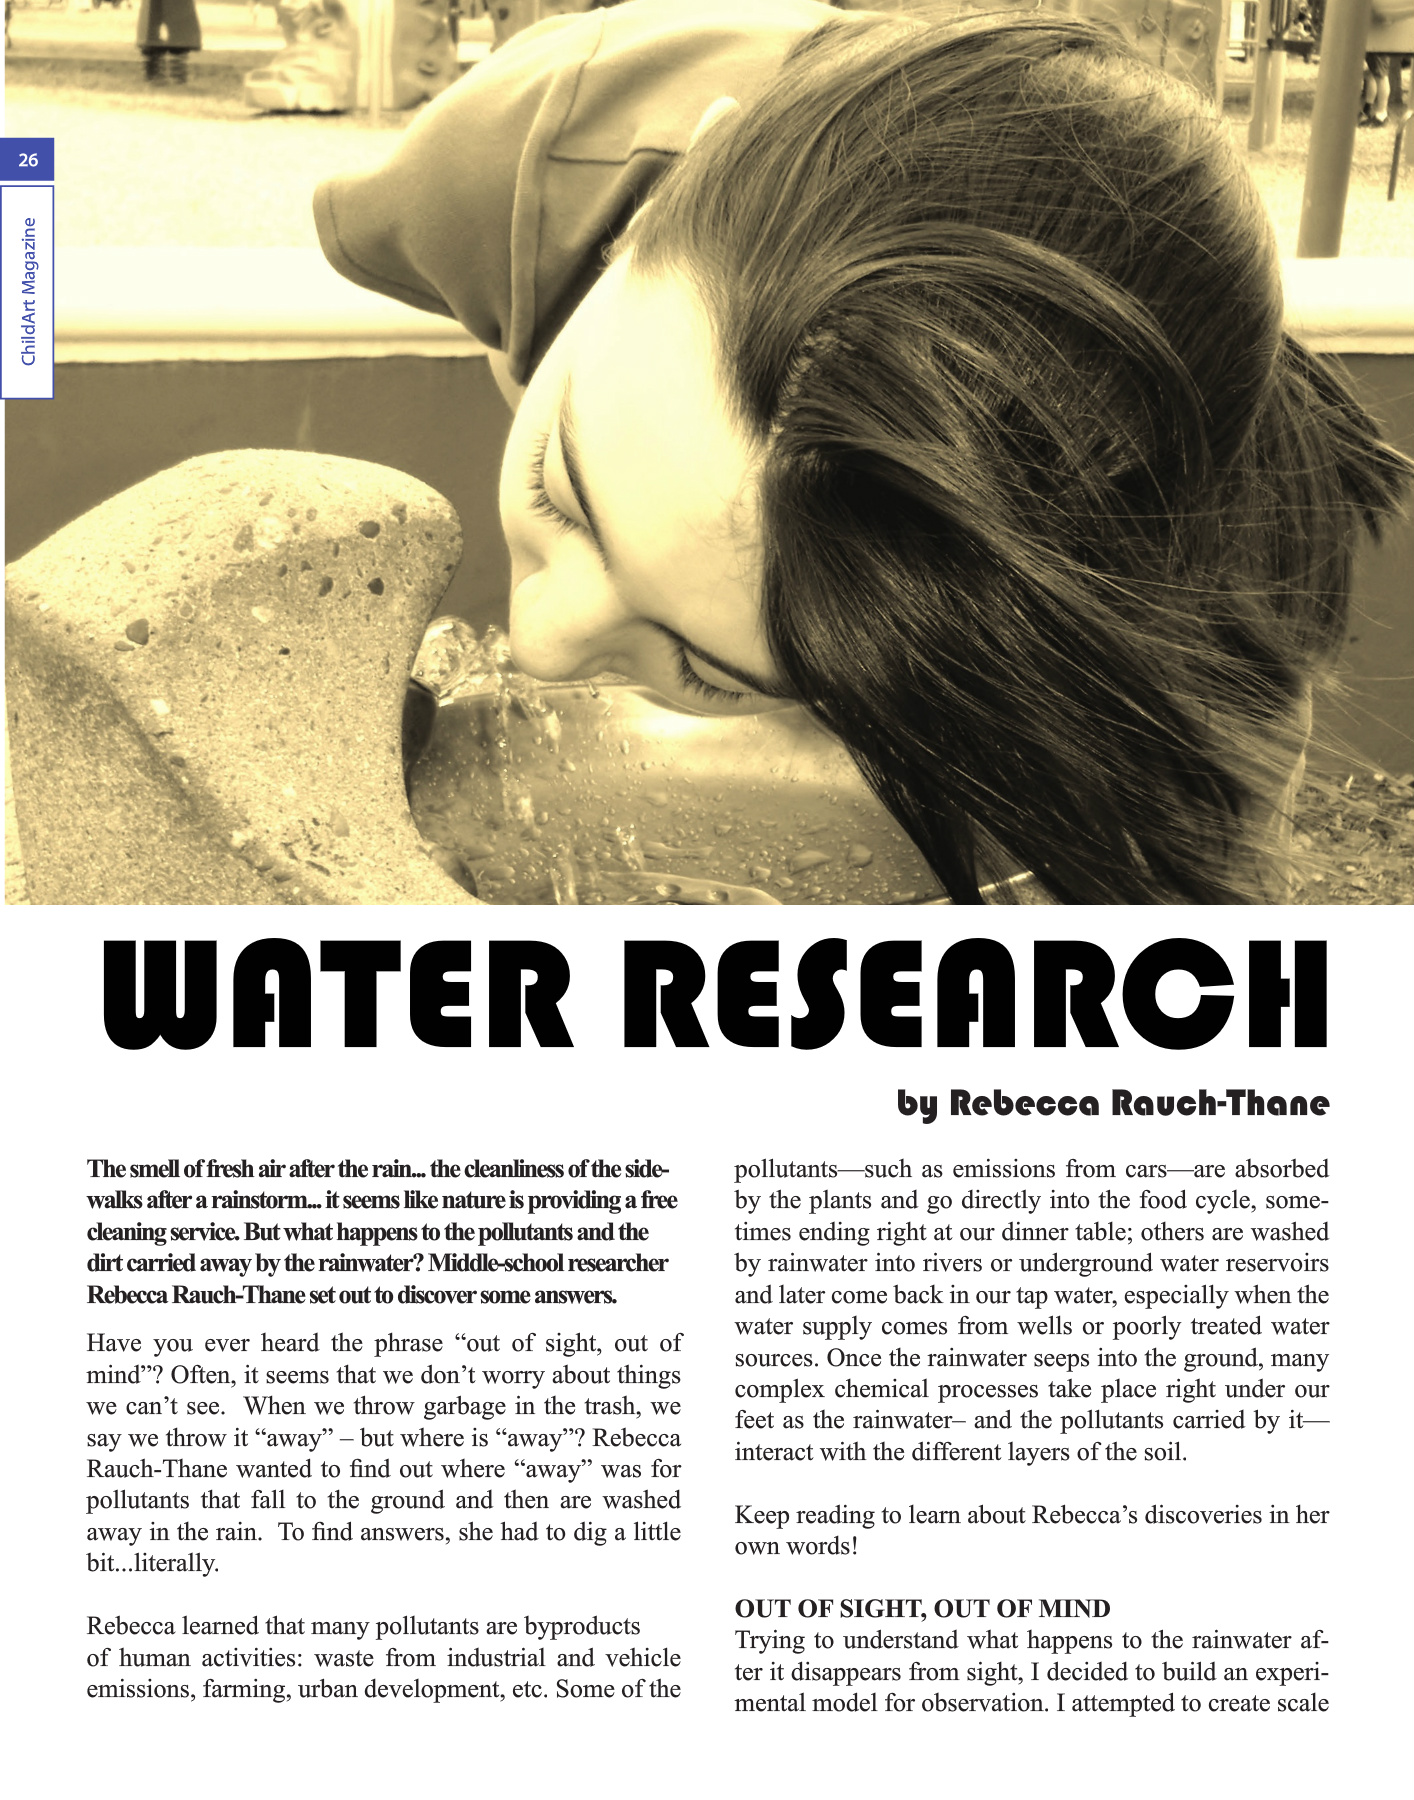 26
ChildArt Magazine
WATER RESEARCH
by Rebecca Rauch-Thane
The smell of fresh air after the rain... the cleanliness of the side-
walks after a rainstorm... it seems like nature is providing a free
cleaning service. But what happens to the pollutants and the
dirt carried away by the rainwater? Middle-school researcher
Rebecca Rauch-Thane set out to discover some answers.
Have you ever heard the phrase “out of sight, out of
mind”? Often, it seems that we don’t worry about things
we can’t see.  When we throw garbage in the trash, we
say we throw it “away” – but where is “away”? Rebecca
Rauch-Thane wanted to find out where “away” was for
pollutants that fall to the ground and then are washed
away in the rain.  To find answers, she had to dig a little
bit...literally.
Rebecca learned that many pollutants are byproducts
of human activities: waste from industrial and vehicle
emissions, farming, urban development, etc. Some of the
pollutants—such as emissions from cars—are absorbed
by the plants and go directly into the food cycle, some-
times ending right at our dinner table; others are washed
by rainwater into rivers or underground water reservoirs
and later come back in our tap water, especially when the
water supply comes from wells or poorly treated water
sources. Once the rainwater seeps into the ground, many
complex chemical processes take place right under our
feet as the rainwater– and the pollutants carried by it—
interact with the different layers of the soil.
Keep reading to learn about Rebecca’s discoveries in her
own words!
OUT OF SIGHT, OUT OF MIND
Trying to understand what happens to the rainwater af-
ter it disappears from sight, I decided to build an experi-
mental model for observation. I attempted to create scale